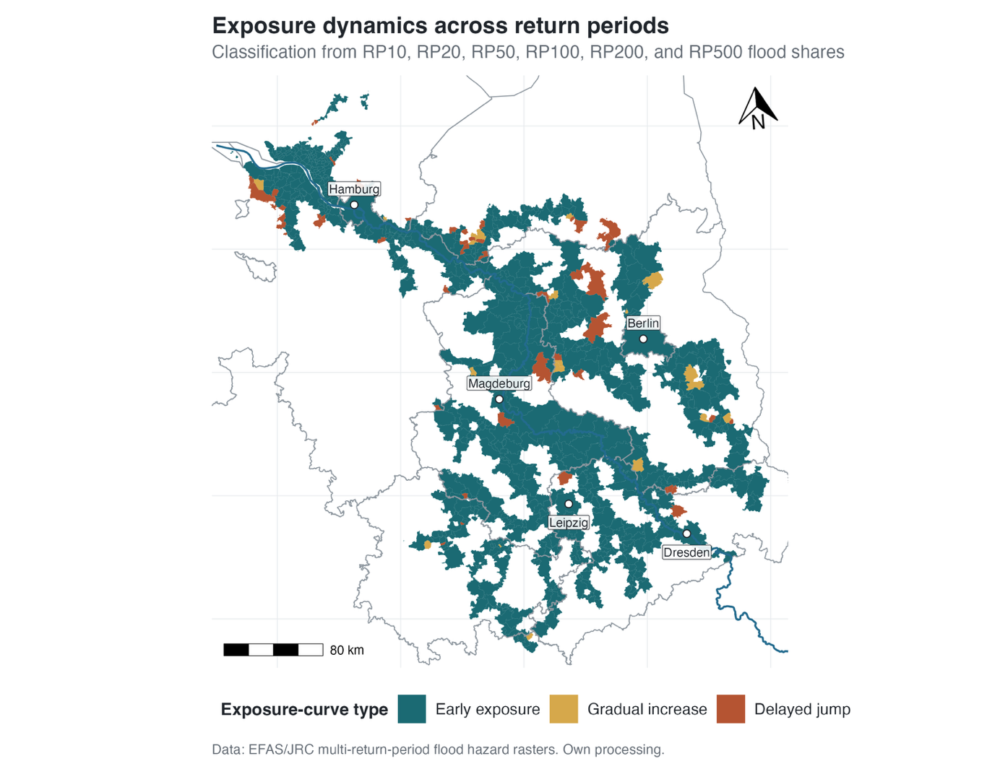 Exposure dynamics across return periods
Classification from RP10, RP20, RP50, RP100, RP200, and RP500 flood shares
N
Hamburg
Berlin
Magdeburg
Leipzig
Dresden
80 km
Exposure-curve type Early exposure Gradual increase Delayed jump
Data: EFAS/JRC multi-return-period flood hazard rasters. Own processing.